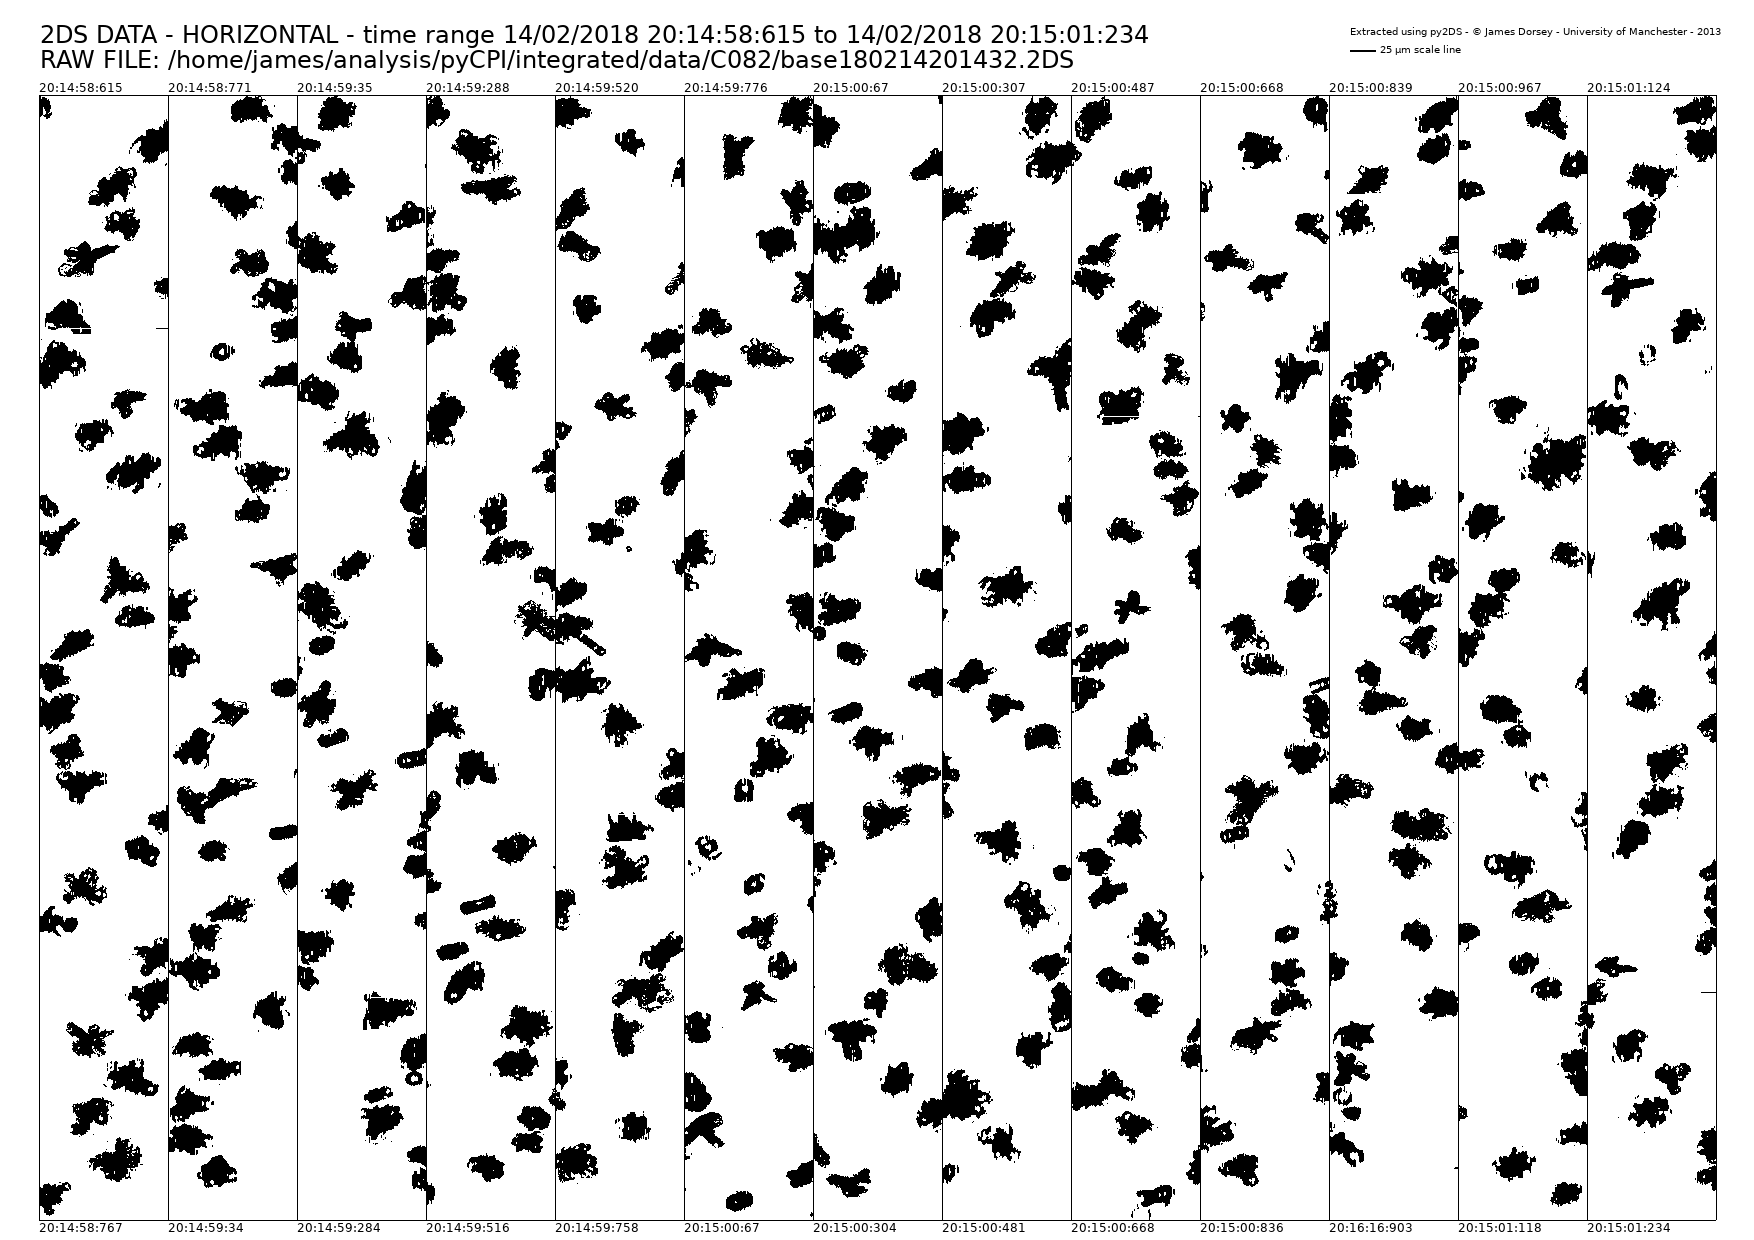 2DS DATA - HORIZONTAL - time range 14/02/2018 20:14:58:615 to 14/02/2018 20:15:01:234
RAW FILE: /home/james/analysis/pyCPI/integrated/data/C082/base180214201432.2DS
Extracted using py2DS - © James Dorsey - University of Manchester - 2013
25 µm scale line
20:14:58:615 20:14:58:771 20:14:59:35 20:14:59:288 20:14:59:520 20:14:59:776 20:15:00:67 20:15:00:307 20:15:00:487 20:15:00:668 20:15:00:839 20:15:00:967 20:15:01:124
20:14:58:767 20:14:59:34 20:14:59:284 20:14:59:516 20:14:59:758 20:15:00:67 20:15:00:304 20:15:00:481 20:15:00:668 20:15:00:836 20:16:16:903 20:15:01:118 20:15:01:234